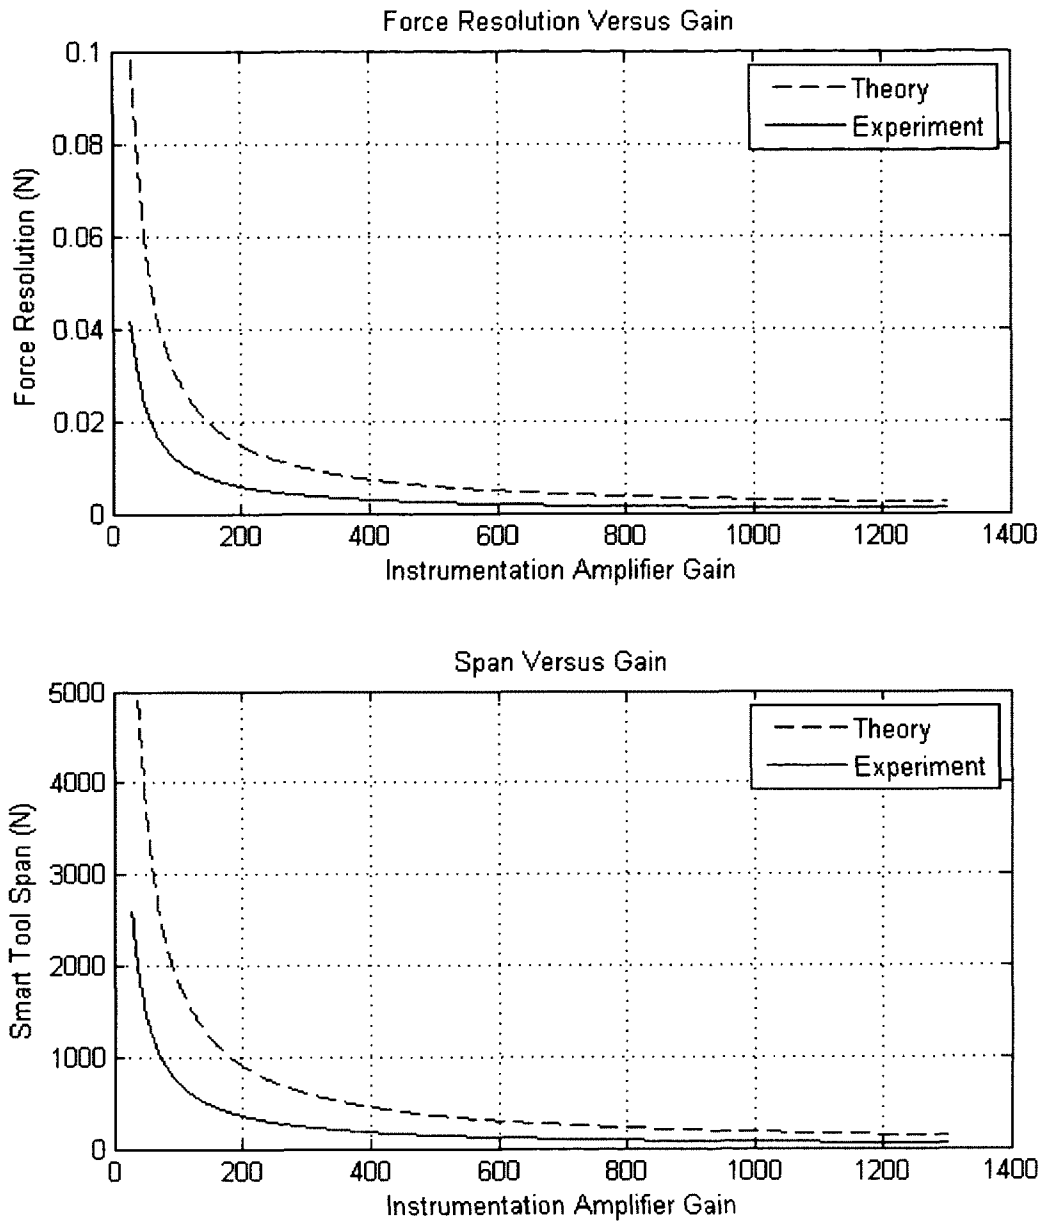 Force Resolution Versus Gain
0.1
0.08
0.06
0.04
0.02
0
Force Resolution (N)
Theory
Experiment
0 200 400 600 800 1000 1200 1400
Instrumentation Amplifier Gain
Span Versus Gain
5000
4000
3000
2000
1000
0
Smart Tool Span (N)
Theory
Experiment
0 200 400 600 800 1000 1200 1400
Instrumentation Amplifier Gain